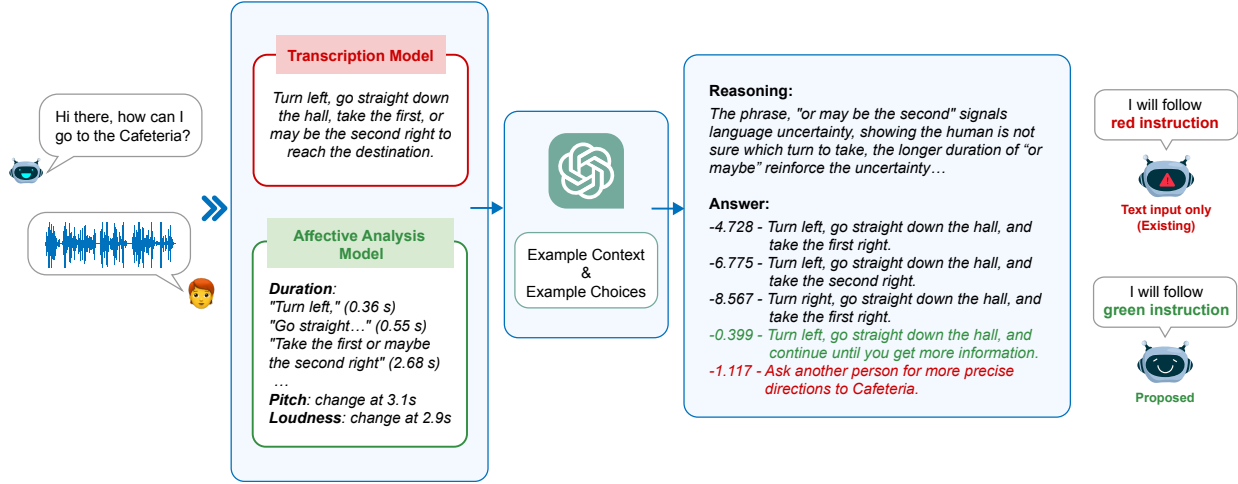 Hi there, how can I
go to the Cafeteria?
Transcription Model
Turn left, go straight down
the hall, take the first, or
may be the second right to
reach the destination.
Affective Analysis
Model
Duration:
"Turn left," (0.36 s)
"Go straight…" (0.55 s)
"Take the first or maybe
the second right" (2.68 s)
…
Pitch: change at 3.1s
Loudness: change at 2.9s
Example Context
&
Example Choices
Reasoning:
The phrase, "or may be the second" signals
language uncertainty, showing the human is not
sure which turn to take, the longer duration of “or
maybe” reinforce the uncertainty…
Answer:
-4.728 - Turn left, go straight down the hall, and
take the first right.
-6.775 - Turn left, go straight down the hall, and
take the second right.
-8.567 - Turn right, go straight down the hall, and
take the first right.
-0.399 - Turn left, go straight down the hall, and
continue until you get more information.
-1.117 - Ask another person for more precise
directions to Cafeteria.
I will follow
red instruction
Text input only
(Existing)
I will follow
green instruction
Proposed